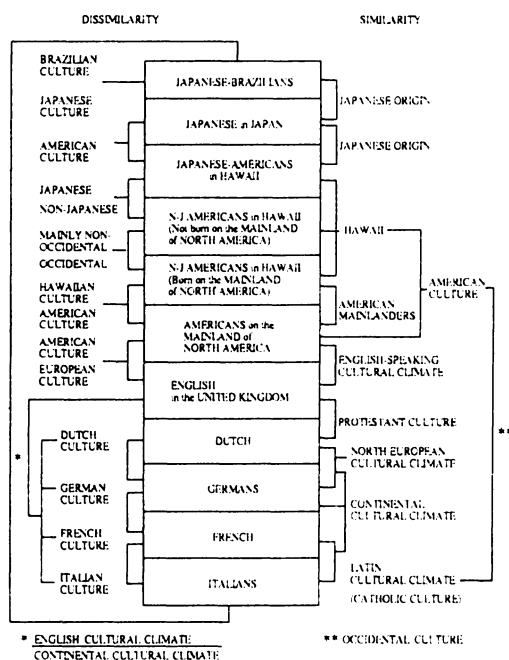 DISSIMILARITY
SIMILARITY
BRAZILIAN
CULTURE
JAPANESE
CULTURE
AMERICAN
CULTURE
JAPANESE
NON-JAPANESE
MAINLY NON-
OCCIDENTAL
OCCIDENTAL
HAWAIIAN
CULTURE
AMERICAN
CULTURE
AMERICAN
CULTURE
EUROPEAN
CULTURE
*
DUTCH
CULTURE
GERMAN
CULTURE
FRENCH
CULTURE
ITALIAN
CULTURE
JAPANESE-BRAZILIANS
JAPANESE in JAPAN
JAPANESE-AMERICANS
in HAWAII
N-J AMERICANS in HAWAII
(Not born on the MAINLAND
of NORTH AMERICA)
N-J AMERICANS in HAWAII
(Born on the MAINLAND
of NORTH AMERICA)
AMERICANS on the
MAINLAND of
NORTH AMERICA
ENGLISH
in the UNITED KINGDOM
DUTCH
GERMANS
FRENCH
ITALIANS
JAPANESE ORIGIN
JAPANESE ORIGIN
HAWAII
AMERICAN
CULTURE
AMERICAN
MAINLANDERS
ENGLISH-SPEAKING
CULTURAL CLIMATE
PROTESTANT CULTURE
**
NORTH EUROPEAN
CULTURAL CLIMATE
CONTINENTAL
CULTURAL CLIMATE
LATIN
CULTURAL CLIMATE
(CATHOLIC CULTURE)
* ENGLISH CULTURAL CLIMATE
CONTINENTAL CULTURAL CLIMATE
** OCCIDENTAL CULTURE